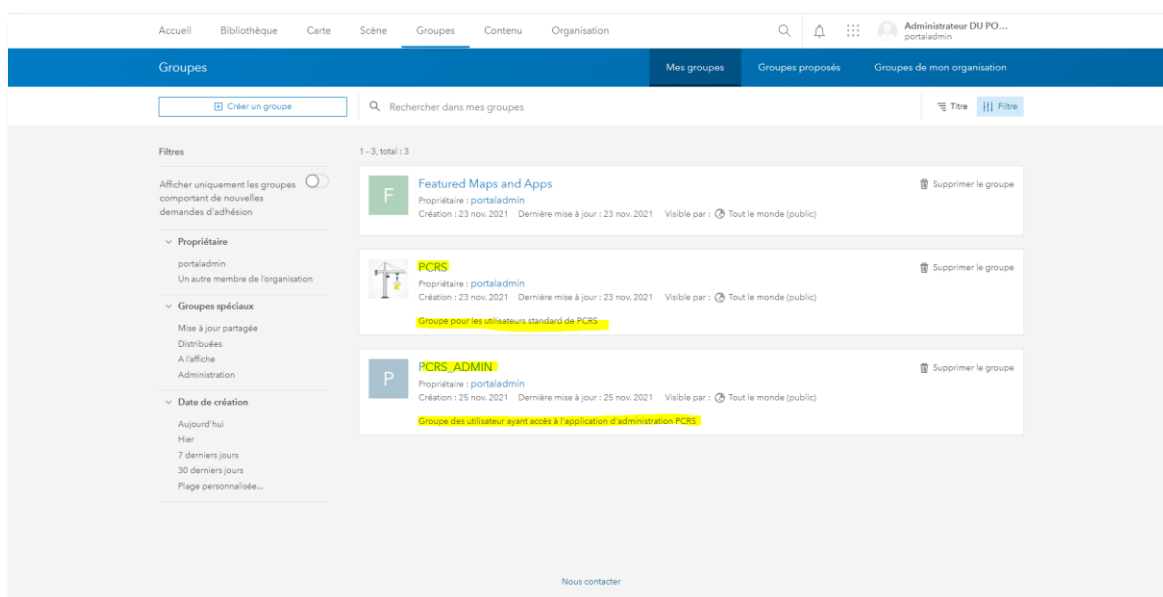 Accueil Bibliothèque Carte Scène Groupes Contenu Organisation Administrateur DU PO...
portaladmin
Groupes Mes groupes Groupes proposés Groupes de mon organisation
Créer un groupe Rechercher dans mes groupes Titre Filtre
Filtres
Afficher uniquement les groupes
comportant de nouvelles
demandes d'adhésion
Propriétaire
portaladmin
Un autre membre de l'organisation
Groupes spéciaux
Mise à jour partagée
Distribuées
A l'affiche
Administration
Date de création
Aujourd'hui
Hier
7 derniers jours
30 derniers jours
Plage personnalisée...
1 - 3, total : 3
F
Featured Maps and Apps Supprimer le groupe
Propriétaire : portaladmin
Création : 23 nov. 2021 Dernière mise à jour : 23 nov. 2021 Visible par : Tout le monde (public)
PCRS Supprimer le groupe
Propriétaire : portaladmin
Création : 23 nov. 2021 Dernière mise à jour : 23 nov. 2021 Visible par : Tout le monde (public)
Groupe pour les utilisateurs standard de PCRS
P
PCRS_ADMIN Supprimer le groupe
Propriétaire : portaladmin
Création : 25 nov. 2021 Dernière mise à jour : 25 nov. 2021 Visible par : Tout le monde (public)
Groupe des utilisateur ayant accès à l'application d'administration PCRS
Nous contacter